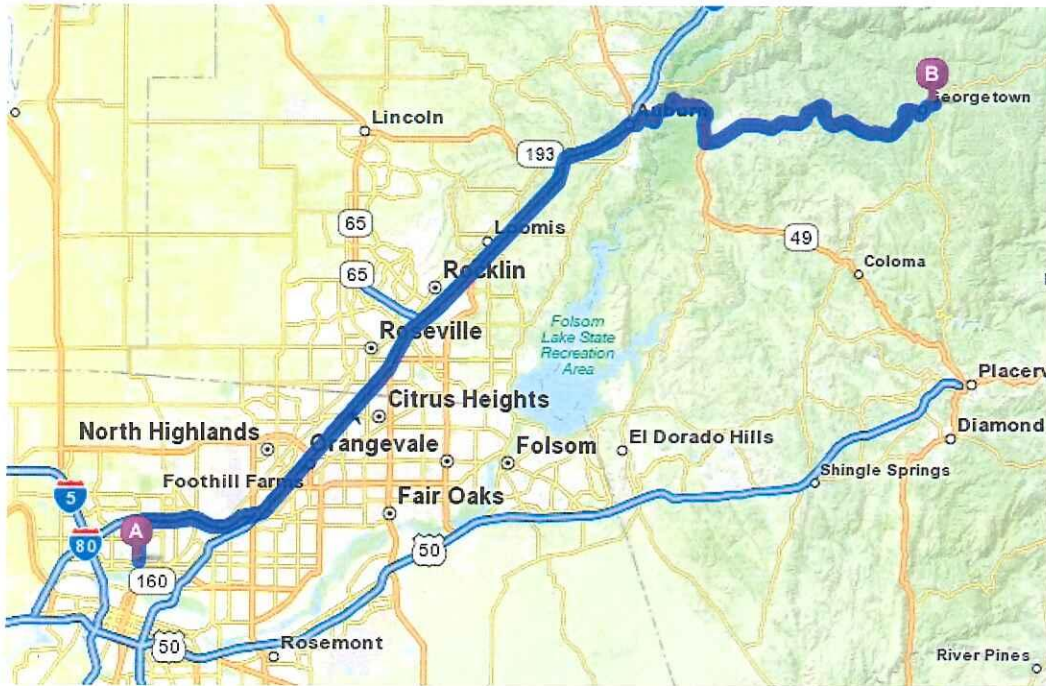 B
Georgetown
Auburn
Lincoln
193
Loomis
65
65
Rocklin
49
Coloma
Folsom
Lake State
Recreation
Area
Roseville
Citrus Heights
Placerv
North Highlands
Orangevale
Folsom
El Dorado Hills
Diamond
Foothill Farms
Shingle Springs
5
Fair Oaks
A
80
50
160
50
Rosemont
River Pines